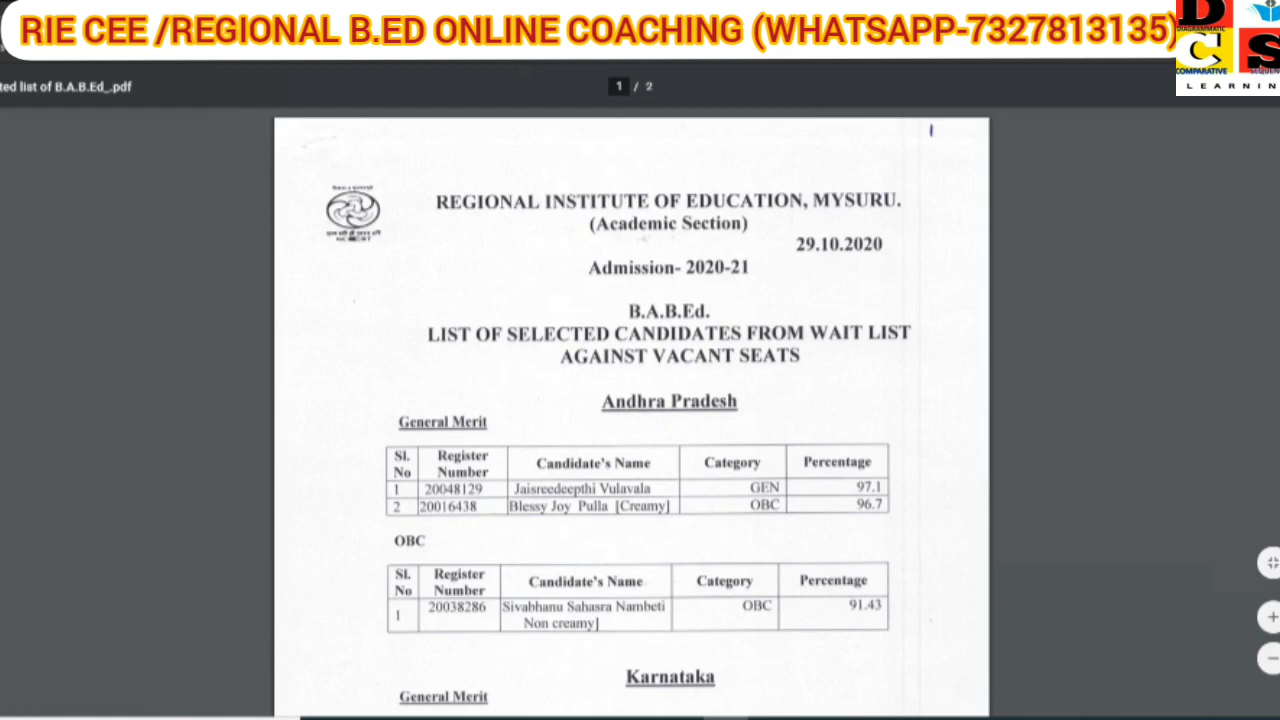 RIE CEE /REGIONAL B.ED ONLINE COACHING (WHATSAPP-7327813135)
DIAGRAMMATIC
D
C S
COMPARATIVE
LEARNIN
ted list of B.A.B.Ed_.pdf
1 / 2
REGIONAL INSTITUTE OF EDUCATION, MYSURU.
(Academic Section)
29.10.2020
Admission- 2020-21
B.A.B.Ed.
LIST OF SELECTED CANDIDATES FROM WAIT LIST
AGAINST VACANT SEATS
Andhra Pradesh
General Merit
Sl. No Register Number Candidate's Name Category Percentage
1 20048129 Jaisreedeepthi Vulavala GEN 97.1
2 20016438 Blessy Joy Pulla [Creamy] OBC 96.7
OBC
Sl. No Register Number Candidate's Name Category Percentage
1 20038286 Sivabhanu Sahasra Nambeti Non creamy] OBC 91.43
Karnataka
General Merit